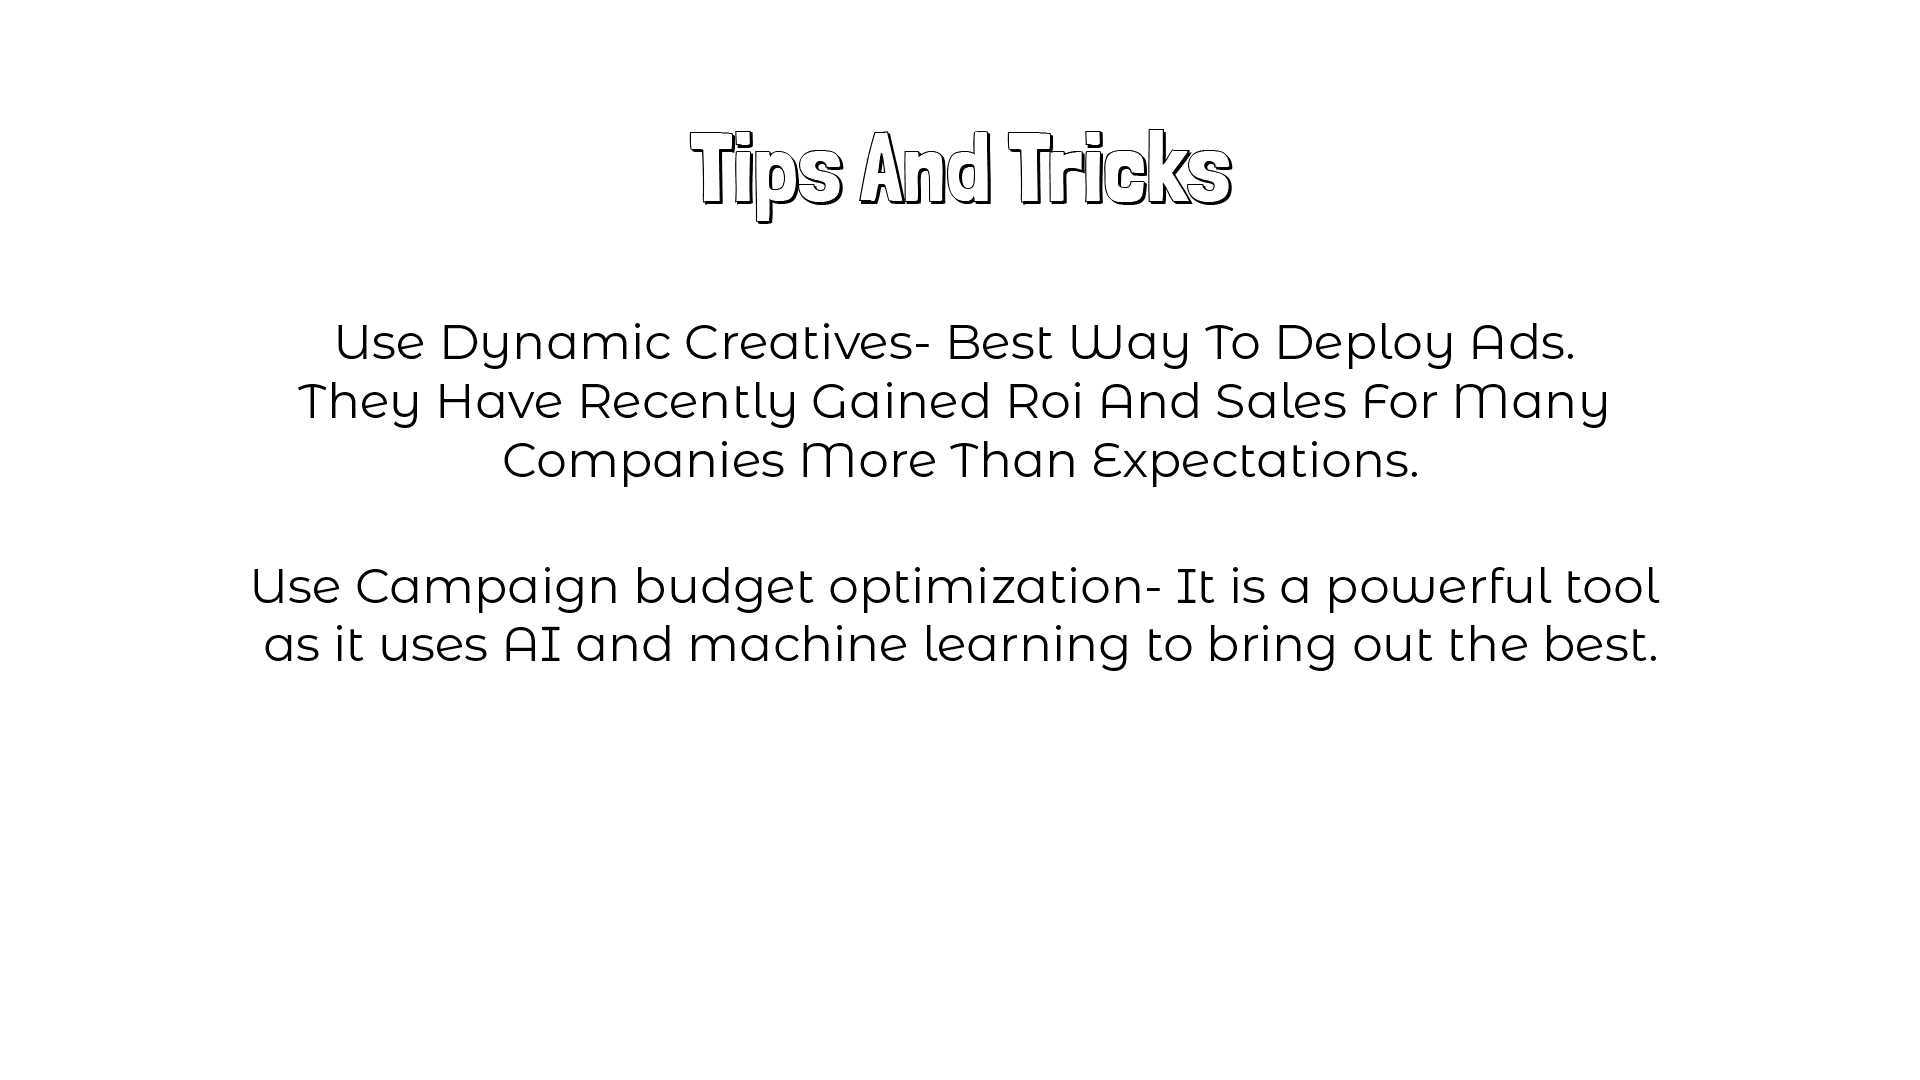 Tips And Tricks
Use Dynamic Creatives- Best Way To Deploy Ads.
They Have Recently Gained Roi And Sales For Many
Companies More Than Expectations.
Use Campaign budget optimization- It is a powerful tool
as it uses AI and machine learning to bring out the best.